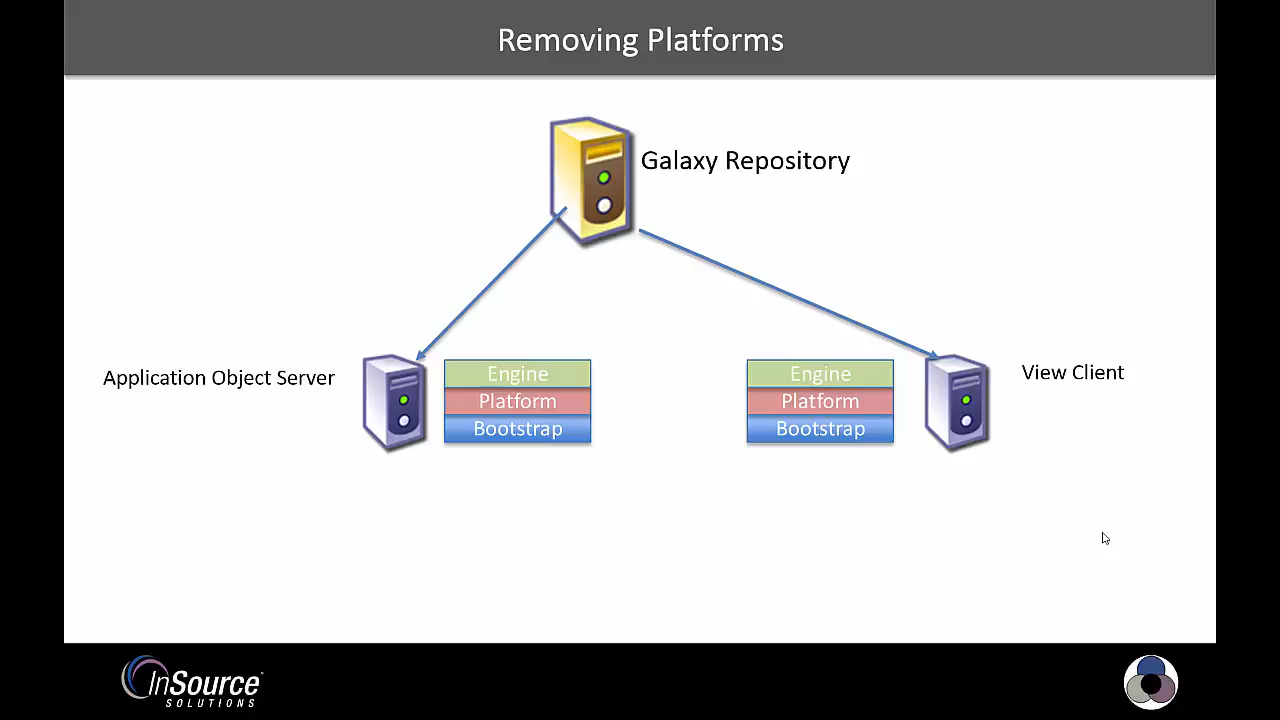 Removing Platforms
Galaxy Repository
Application Object Server
Engine
Platform
Bootstrap
Engine
Platform
Bootstrap
View Client
InSource
SOLUTIONS